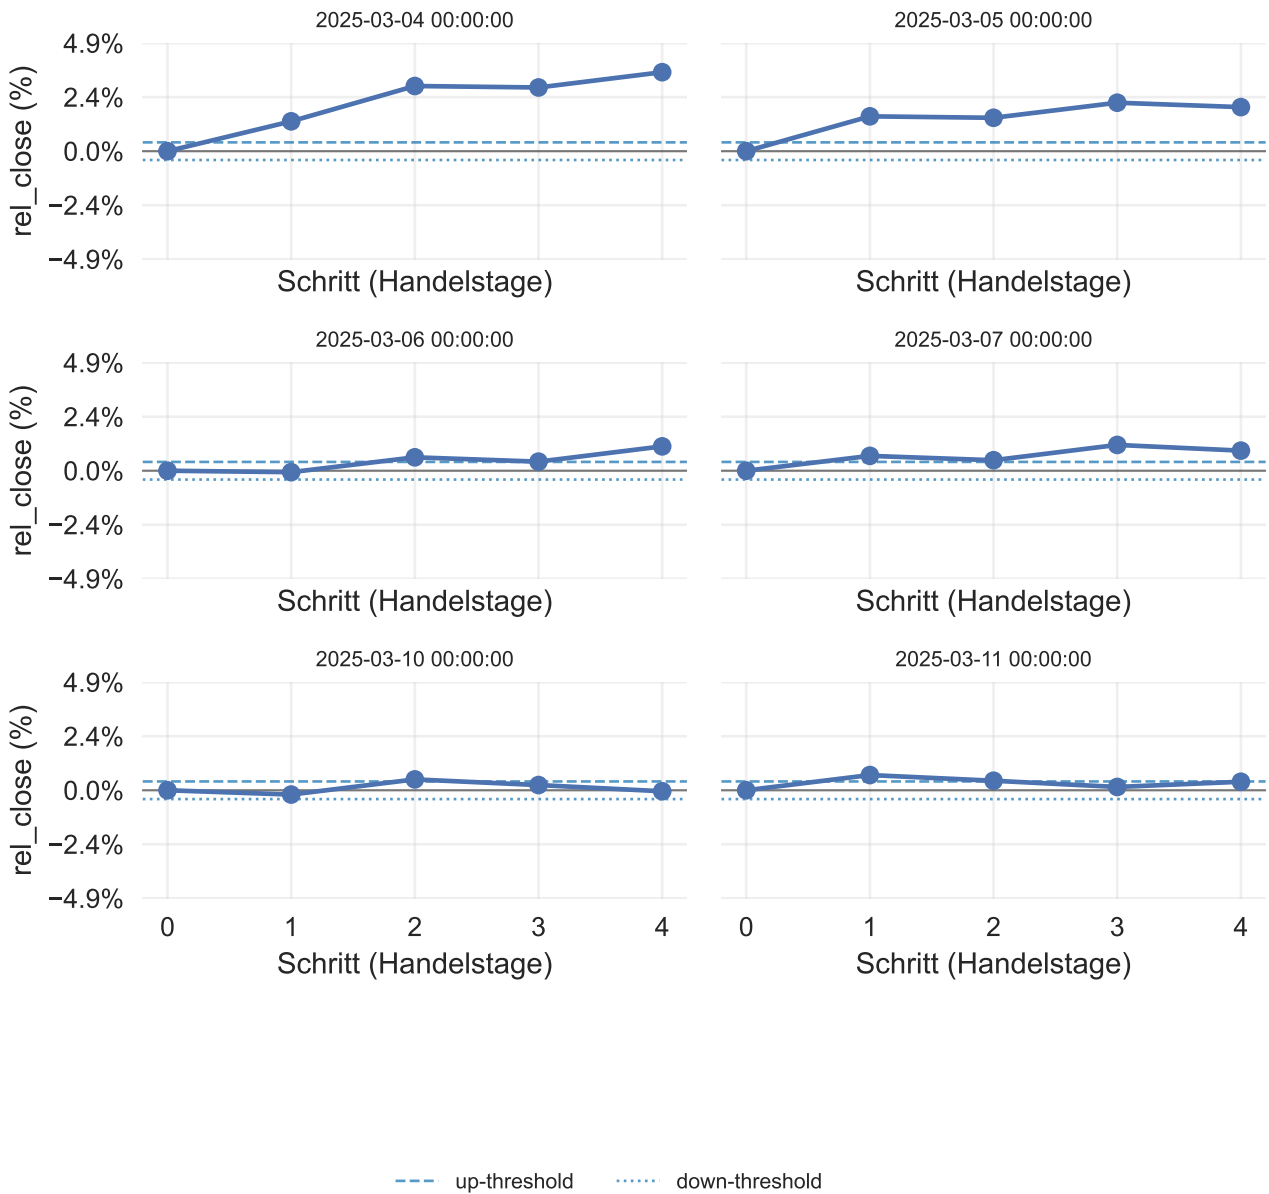 2025-03-04 00:00:00
2025-03-05 00:00:00
4.9%
2.4%
0.0%
−2.4%
−4.9%
rel_close (%)
Schritt (Handelstage)
Schritt (Handelstage)
2025-03-06 00:00:00
2025-03-07 00:00:00
4.9%
2.4%
0.0%
−2.4%
−4.9%
rel_close (%)
Schritt (Handelstage)
Schritt (Handelstage)
2025-03-10 00:00:00
2025-03-11 00:00:00
4.9%
2.4%
0.0%
−2.4%
−4.9%
rel_close (%)
0 1 2 3 4
0 1 2 3 4
Schritt (Handelstage)
Schritt (Handelstage)
up-threshold
down-threshold